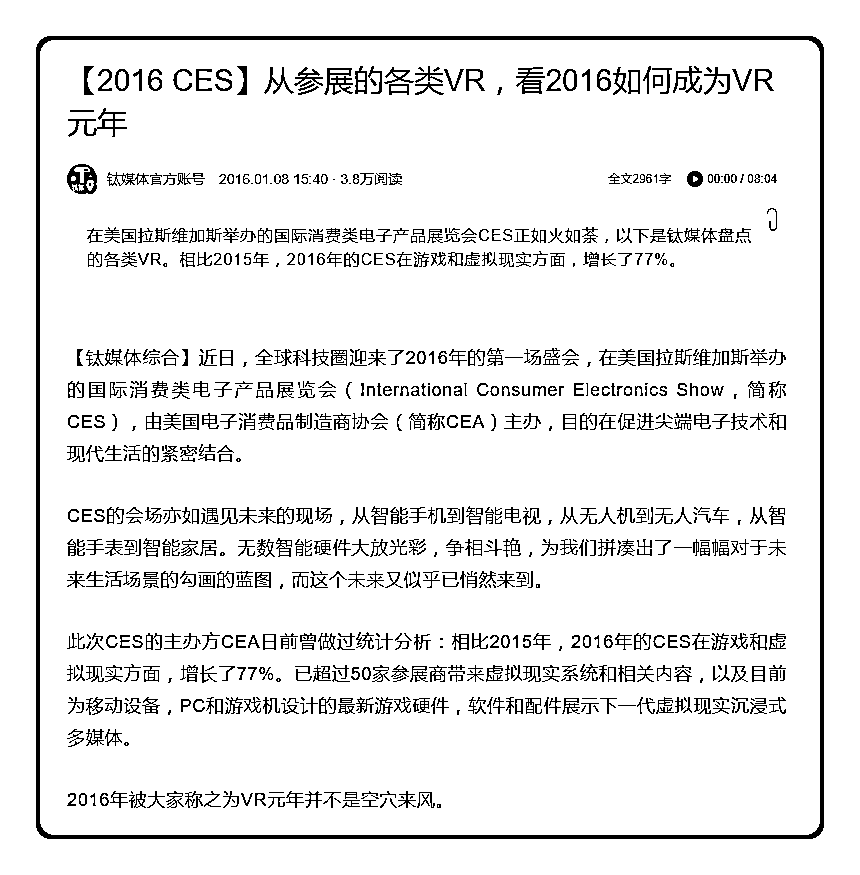 【2016 CES】从参展的各类VR，看2016如何成为VR
元年
钛媒体官方账号 2016.01.08 15:40 · 3.8万阅读 全文2961字 00:00 / 08:04
在美国拉斯维加斯举办的国际消费类电子产品展览会CES正如火如荼，以下是钛媒体盘点
的各类VR。相比2015年，2016年的CES在游戏和虚拟现实方面，增长了77%。
【钛媒体综合】近日，全球科技圈迎来了2016年的第一场盛会，在美国拉斯维加斯举办
的国际消费类电子产品展览会（International Consumer Electronics Show，简称
CES），由美国电子消费品制造商协会（简称CEA）主办，目的在促进尖端电子技术和
现代生活的紧密结合。
CES的会场亦如遇见未来的现场，从智能手机到智能电视，从无人机到无人汽车，从智
能手表到智能家居。无数智能硬件大放光彩，争相斗艳，为我们拼凑出了一幅幅对于未
来生活场景的勾画的蓝图，而这个未来又似乎已悄然来到。
此次CES的主办方CEA日前曾做过统计分析：相比2015年，2016年的CES在游戏和虚
拟现实方面，增长了77%。已超过50家参展商带来虚拟现实系统和相关内容，以及目前
为移动设备，PC和游戏机设计的最新游戏硬件，软件和配件展示下一代虚拟现实沉浸式
多媒体。
2016年被大家称之为VR元年并不是空穴来风。